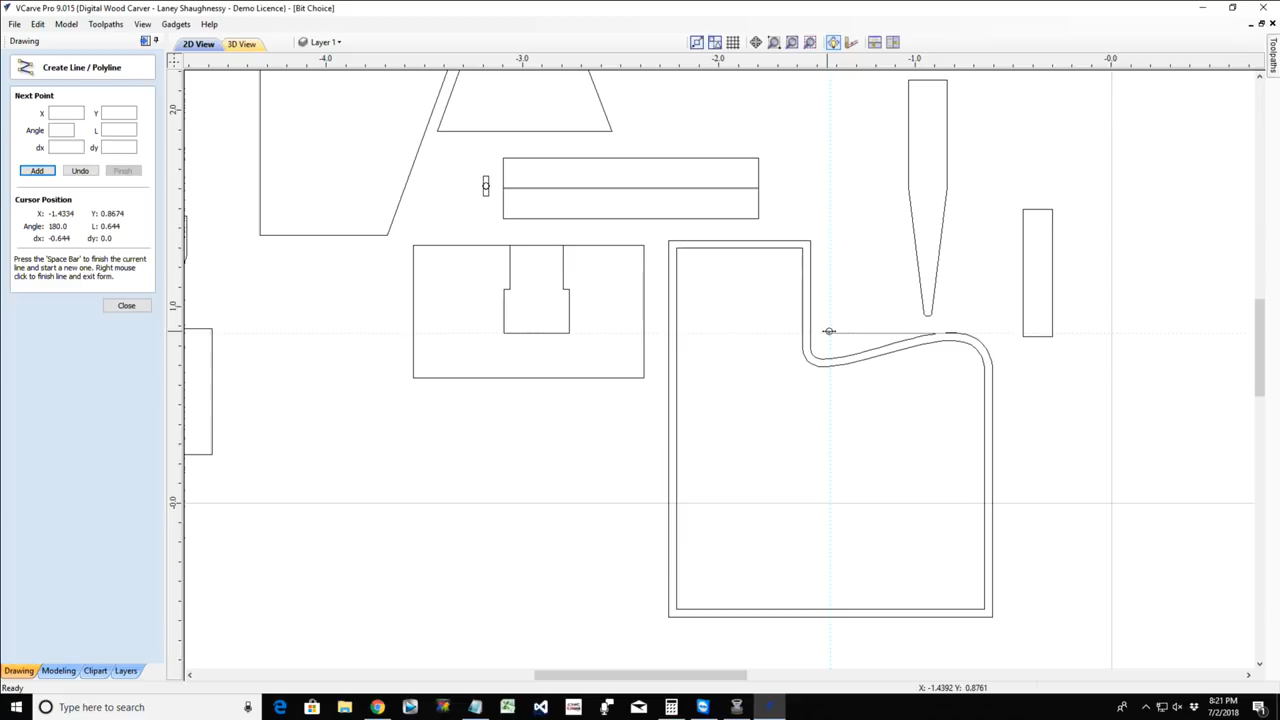 VCarve Pro 9.015 {Digital Wood Carver - Laney Shaughnessy - Demo Licence} - [Bit Choice]
File Edit Model Toolpaths View Gadgets Help
Drawing
2D View 3D View Layer 1
Create Line / Polyline
Next Point
X Y
Angle L
dx dy
Add Undo Finish
Cursor Position
X: -1.4334 Y: 0.8674
Angle: 180.0 L: 0.644
dx: -0.644 dy: 0.0
Press the 'Space Bar' to finish the current
line and start a new one. Right mouse
click to finish line and exit form.
Close
-4.0 -3.0 -2.0 -1.0 -0.0
2.0
1.0
-0.0
Toolpaths
Drawing Modeling Clipart Layers
Ready
X: -1.4392 Y: 0.8761
Type here to search
8:21 PM
7/2/2018